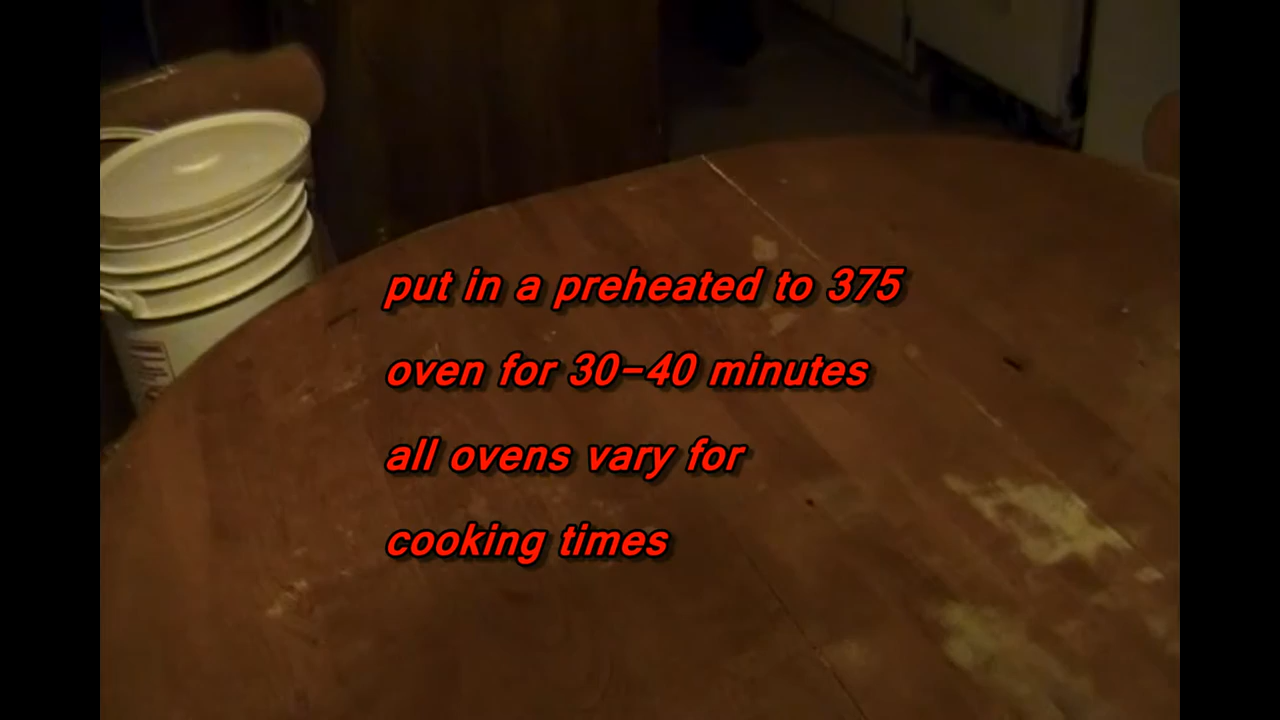 put in a preheated to 375
oven for 30-40 minutes
all ovens vary for
cooking times